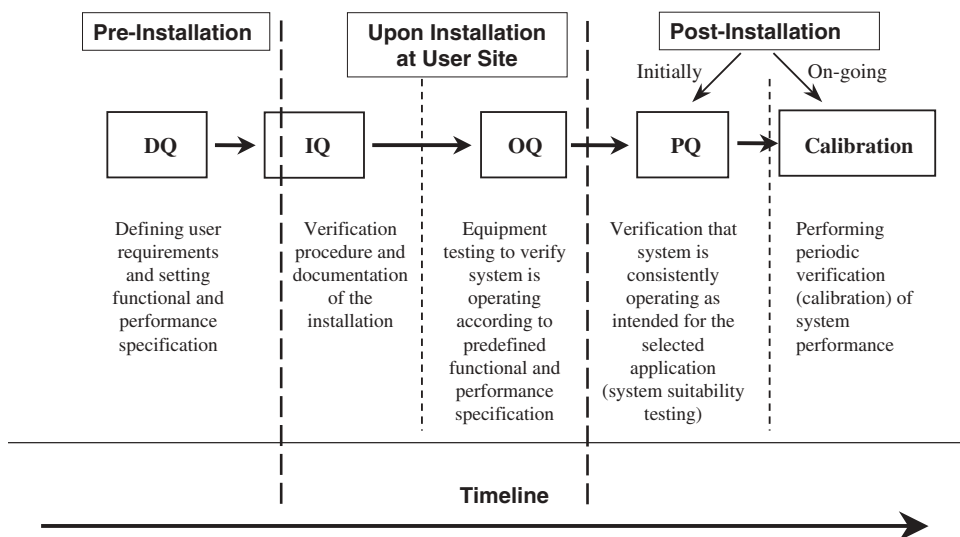 Pre-Installation
Upon Installation
at User Site
Post-Installation
Initially
On-going
DQ
IQ
OQ
PQ
Calibration
Defining user
requirements
and setting
functional and
performance
specification
Verification
procedure and
documentation
of the
installation
Equipment
testing to verify
system is
operating
according to
predefined
functional and
performance
specification
Verification that
system is
consistently
operating as
intended for the
selected
application
(system suitability
testing)
Performing
periodic
verification
(calibration) of
system
performance
Timeline